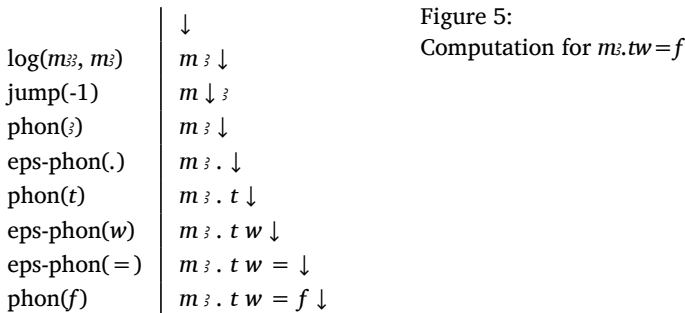 ↓
log(mꜣꜣ, mꜣ) m ꜣ ↓
jump(-1) m ↓ ꜣ
phon(ꜣ) m ꜣ ↓
eps-phon(.) m ꜣ . ↓
phon(t) m ꜣ . t ↓
eps-phon(w) m ꜣ . t w ↓
eps-phon(=) m ꜣ . t w = ↓
phon(f) m ꜣ . t w = f ↓
Figure 5:
Computation for mꜣ.tw=f